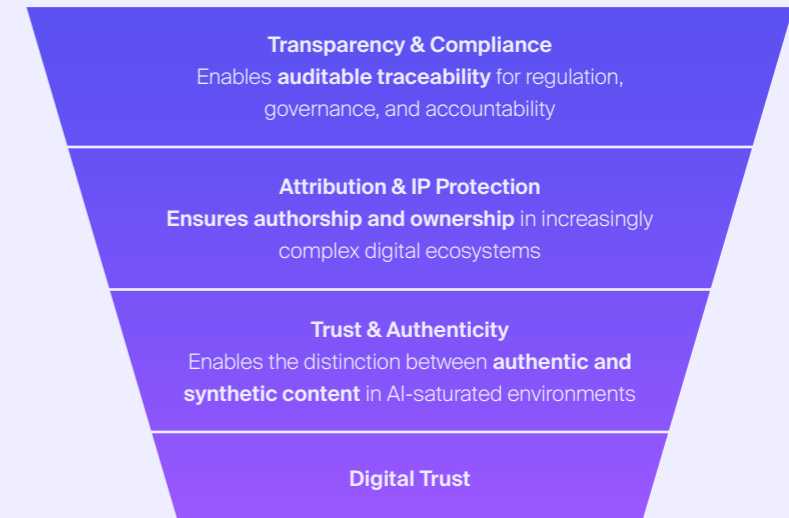 Transparency & Compliance
Enables auditable traceability for regulation,
governance, and accountability
Attribution & IP Protection
Ensures authorship and ownership in increasingly
complex digital ecosystems
Trust & Authenticity
Enables the distinction between authentic and
synthetic content in AI-saturated environments
Digital Trust